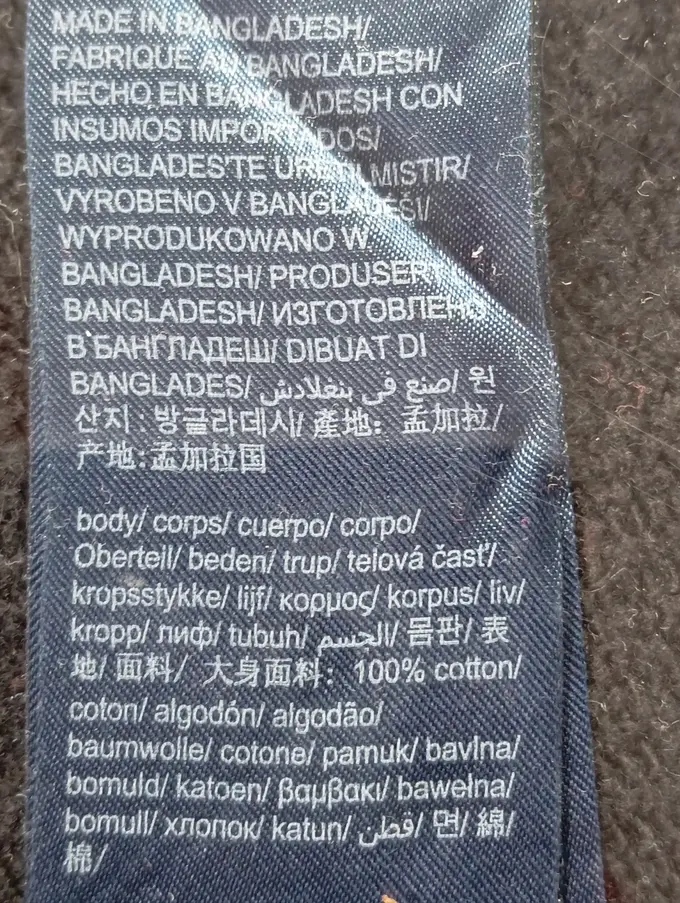 MADE IN BANGLADESH/
FABRIQUE AU BANGLADESH/
HECHO EN BANGLADESH CON
INSUMOS IMPORTADOS/
BANGLADES'TE URETILMISTIR/
VYROBENO V BANGLADEŠI/
WYPRODUKOWANO W
BANGLADESH/ PRODUSERT I
BANGLADESH/ ИЗГОТОВЛЕНО
В БАНГЛАДЕШ/ DIBUAT DI
BANGLADES/ صنع في بنغلادش/ 원
산지: 방글라데시/ 產地: 孟加拉/
产地:孟加拉国
body/ corps/ cuerpo/ corpo/
Oberteil/ beden/ trup/ telová časť/
kropsstykke/ lijf/ κορμος/ korpus/ liv/
kropp/ лиф/ tubuh/ الجسم/ 몸판/ 表
地/ 面料/ 大身面料: 100% cotton/
coton/ algodón/ algodão/
baumwolle/ cotone/ pamuk/ bavlna/
bomuld/ katoen/ βαμβακι/ bawełna/
bomull/ хлопок/ katun/ قطن/ 면/ 綿/
棉/